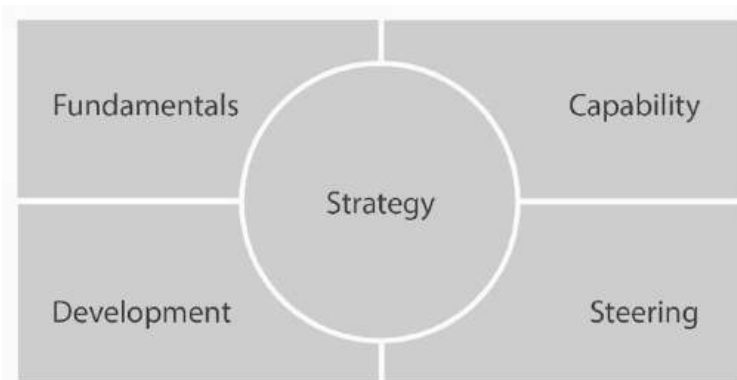 Fundamentals
Capability
Strategy
Development
Steering